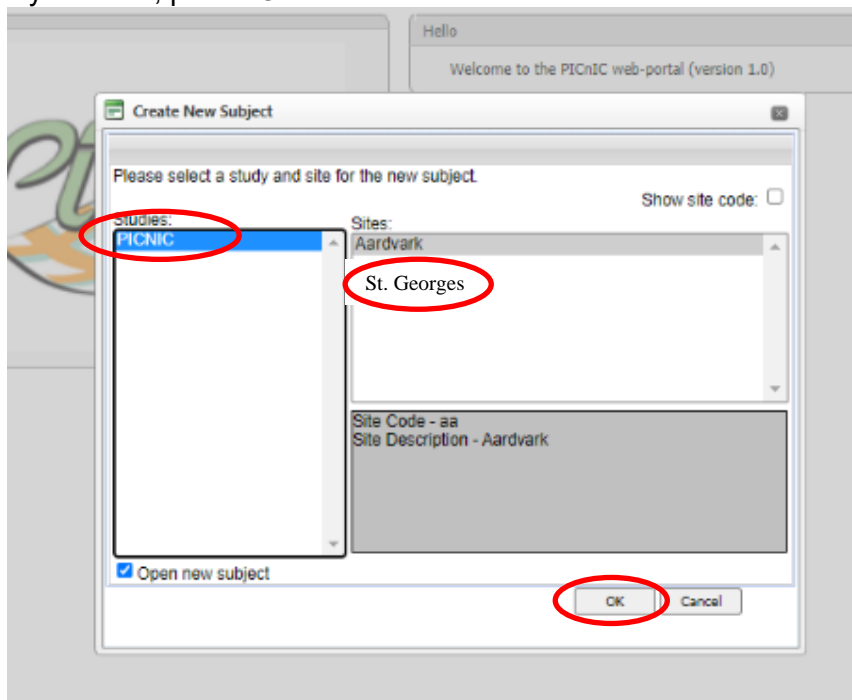 Hello
Welcome to the PICnIC web-portal (version 1.0)
Create New Subject
Please select a study and site for the new subject.
Show site code:
Studies:
Sites:
PICNIC
Aardvark
St. Georges
Site Code - aa
Site Description - Aardvark
Open new subject
OK
Cancel